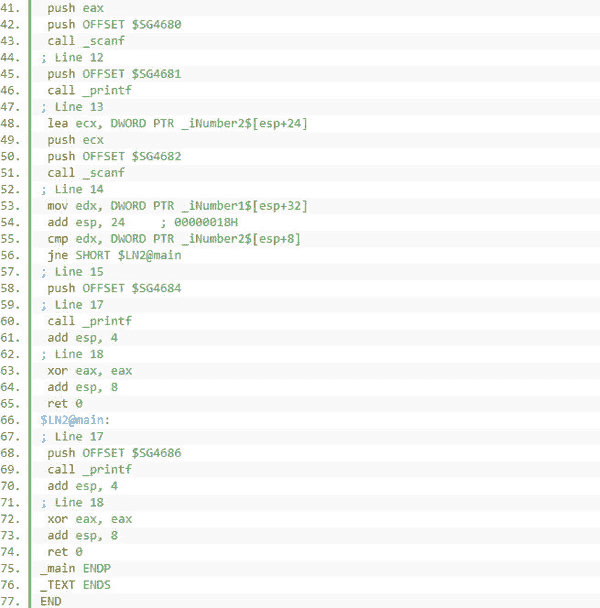 41. push eax
42. push OFFSET $SG4680
43. call _scanf
44. ; Line 12
45. push OFFSET $SG4681
46. call _printf
47. ; Line 13
48. lea ecx, DWORD PTR _iNumber2$[esp+24]
49. push ecx
50. push OFFSET $SG4682
51. call _scanf
52. ; Line 14
53. mov edx, DWORD PTR _iNumber1$[esp+32]
54. add esp, 24 ; 00000018H
55. cmp edx, DWORD PTR _iNumber2$[esp+8]
56. jne SHORT $LN2@main
57. ; Line 15
58. push OFFSET $SG4684
59. ; Line 17
60. call _printf
61. add esp, 4
62. ; Line 18
63. xor eax, eax
64. add esp, 8
65. ret 0
66. $LN2@main:
67. ; Line 17
68. push OFFSET $SG4686
69. call _printf
70. add esp, 4
71. ; Line 18
72. xor eax, eax
73. add esp, 8
74. ret 0
75. _main ENDP
76. _TEXT ENDS
77. END